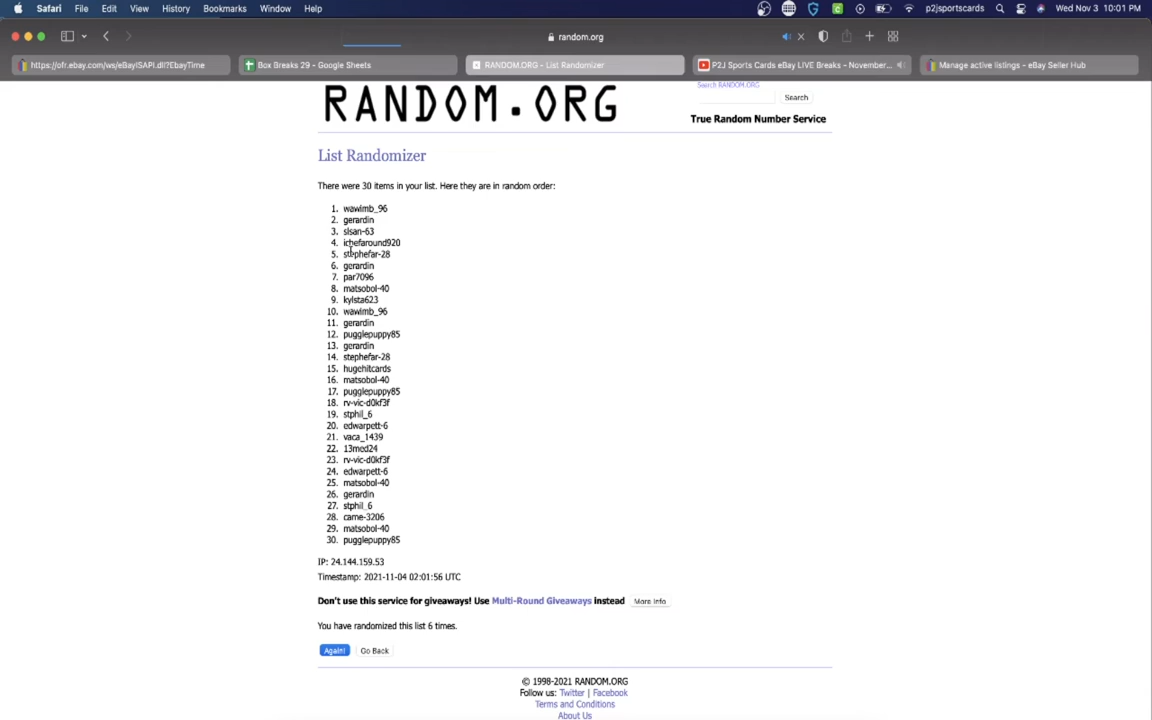 Safari File Edit View History Bookmarks Window Help p2jsportscards Wed Nov 3 10:01 PM
random.org
https://ofr.ebay.com/ws/eBayISAPI.dll?EbayTime Box Breaks 29 - Google Sheets RANDOM.ORG - List Randomizer P2J Sports Cards eBay LIVE Breaks - November... Manage active listings - eBay Seller Hub
RANDOM.ORG
Search RANDOM.ORG
Search
True Random Number Service
List Randomizer
There were 30 items in your list. Here they are in random order:
1. wawimb_96
2. gerardin
3. slsan-63
4. ichefaround920
5. stephefar-28
6. gerardin
7. par7096
8. matsobol-40
9. kylsta623
10. wawimb_96
11. gerardin
12. pugglepuppy85
13. gerardin
14. stephefar-28
15. hugehitcards
16. matsobol-40
17. pugglepuppy85
18. rv-vic-d0kf3f
19. stphil_6
20. edwarpett-6
21. vaca_1439
22. 13med24
23. rv-vic-d0kf3f
24. edwarpett-6
25. matsobol-40
26. gerardin
27. stphil_6
28. came-3206
29. matsobol-40
30. pugglepuppy85
IP: 24.144.159.53
Timestamp: 2021-11-04 02:01:56 UTC
Don't use this service for giveaways! Use Multi-Round Giveaways instead More Info
You have randomized this list 6 times.
Again! Go Back
© 1998-2021 RANDOM.ORG
Follow us: Twitter | Facebook
Terms and Conditions
About Us